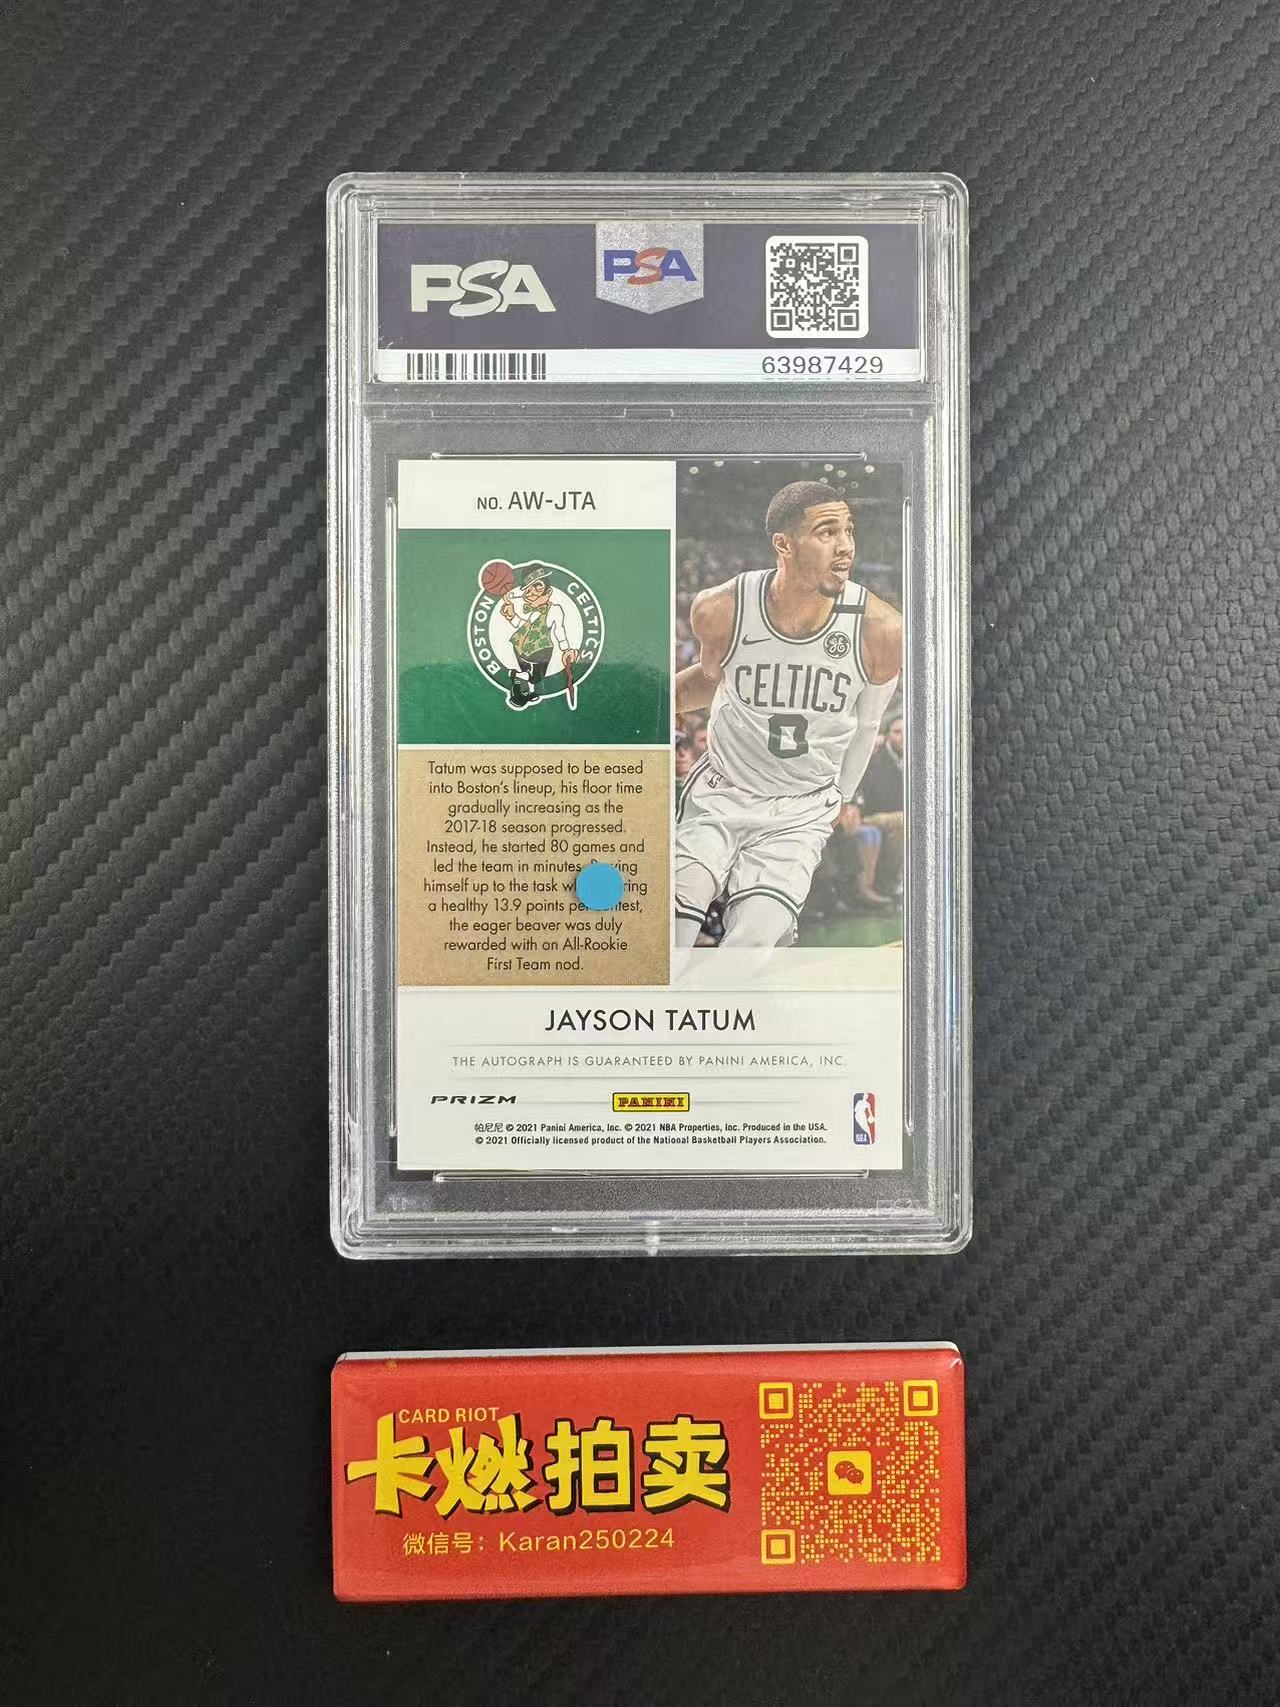 PSA
PSA
63987429
NO. AW-JTA
BOSTON CELTICS
CELTICS
0
Tatum was supposed to be eased
into Boston's lineup, his floor time
gradually increasing as the
2017-18 season progressed.
Instead, he started 80 games and
led the team in minutes.
himself up to the task
a healthy 13.9 points
the eager beaver was duly
rewarded with an All-Rookie
First Team nod.
JAYSON TATUM
THE AUTOGRAPH IS GUARANTEED BY PANINI AMERICA, INC.
PRIZM
PANINI
NBA
帕尼尼 © 2021 Panini America, Inc. © 2021 NBA Properties, Inc. Produced in the USA.
© 2021 Officially licensed product of the National Basketball Players Association.
CARD RIOT
卡燃拍卖
微信号：Karan250224